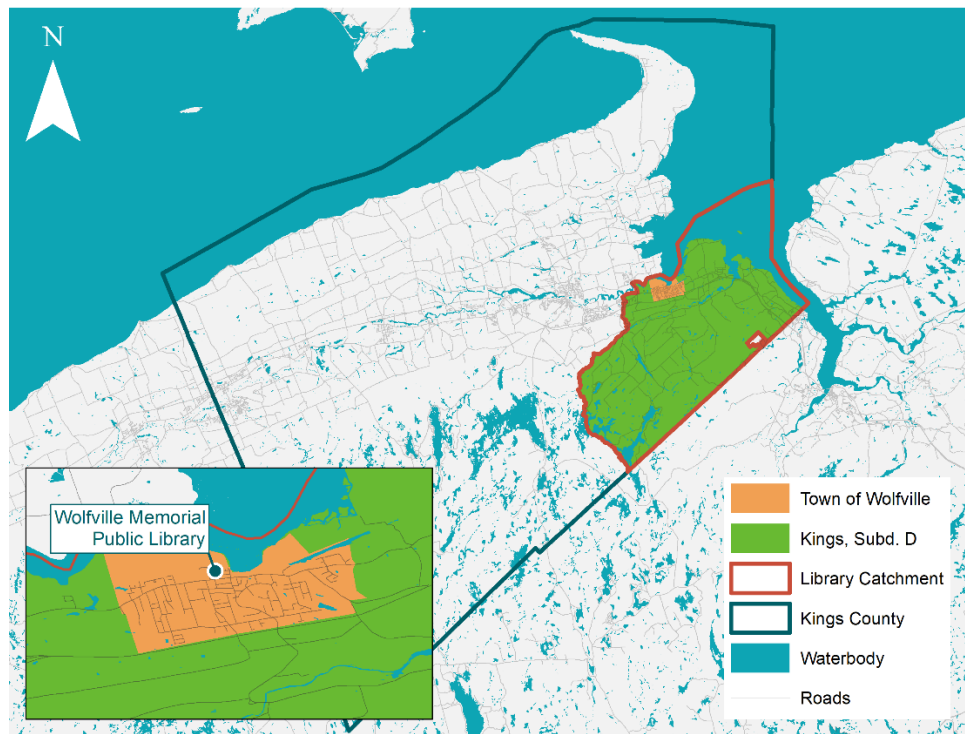 N
Wolfville Memorial
Public Library
Town of Wolfville
Kings, Subd. D
Library Catchment
Kings County
Waterbody
Roads